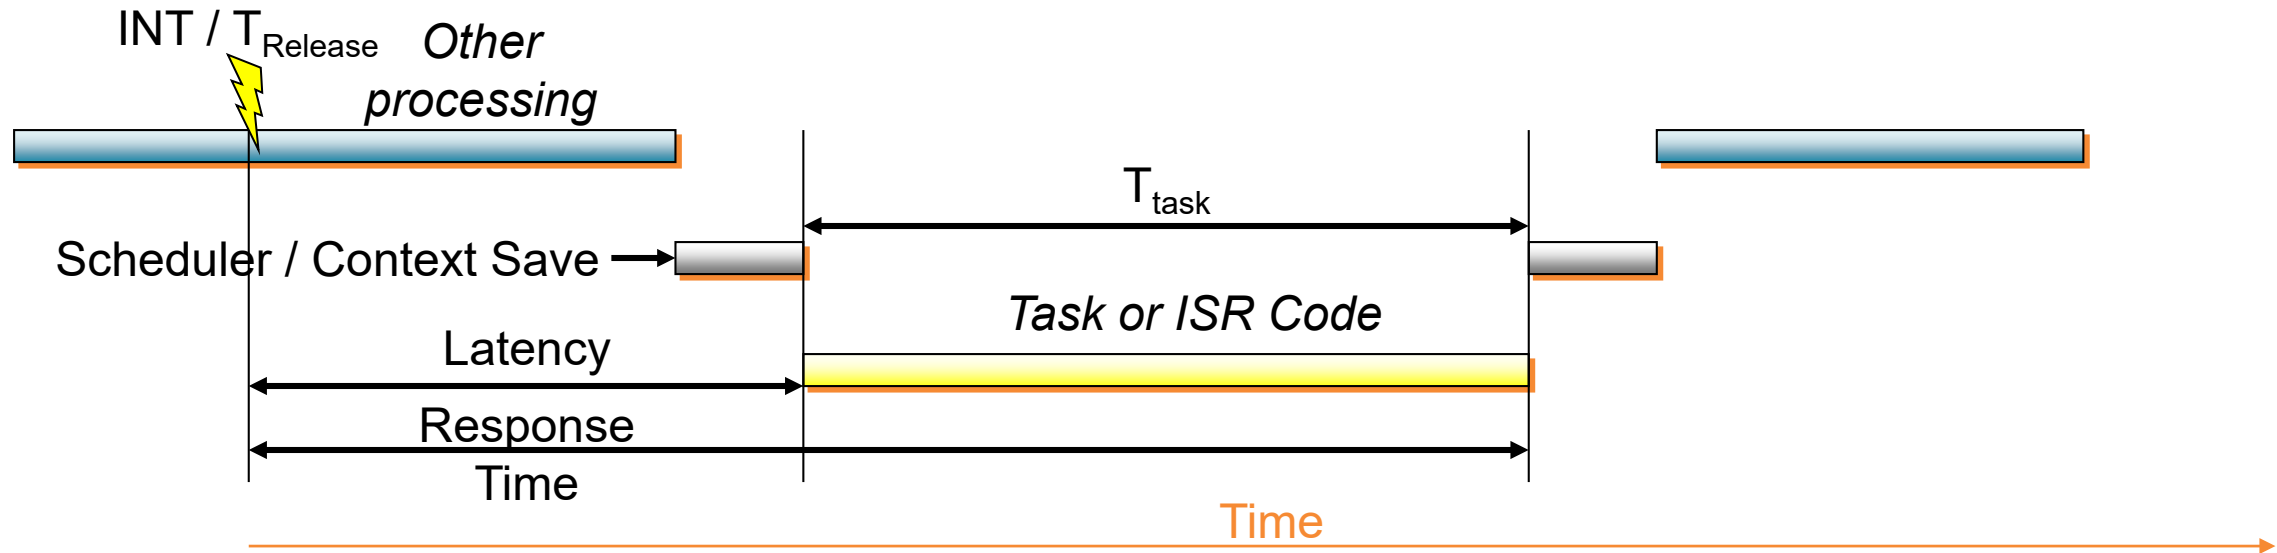 INT / TRelease
Other
processing
Ttask
Scheduler / Context Save
Task or ISR Code
Latency
Response
Time
Time